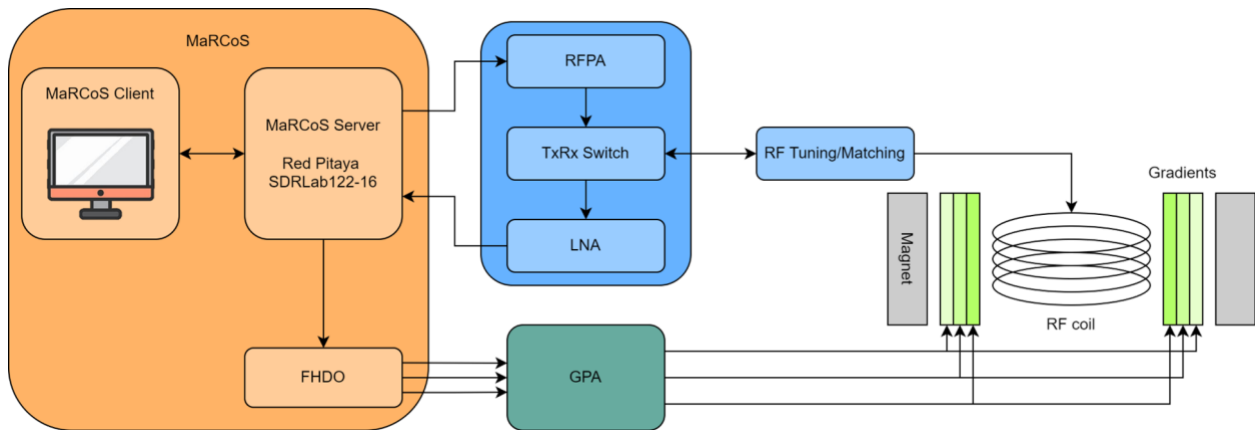 MaRCoS
MaRCoS Client
MaRCoS Server
Red Pitaya
SDRLab122-16
FHDO
RFPA
TxRx Switch
LNA
RF Tuning/Matching
GPA
Gradients
Magnet
RF coil